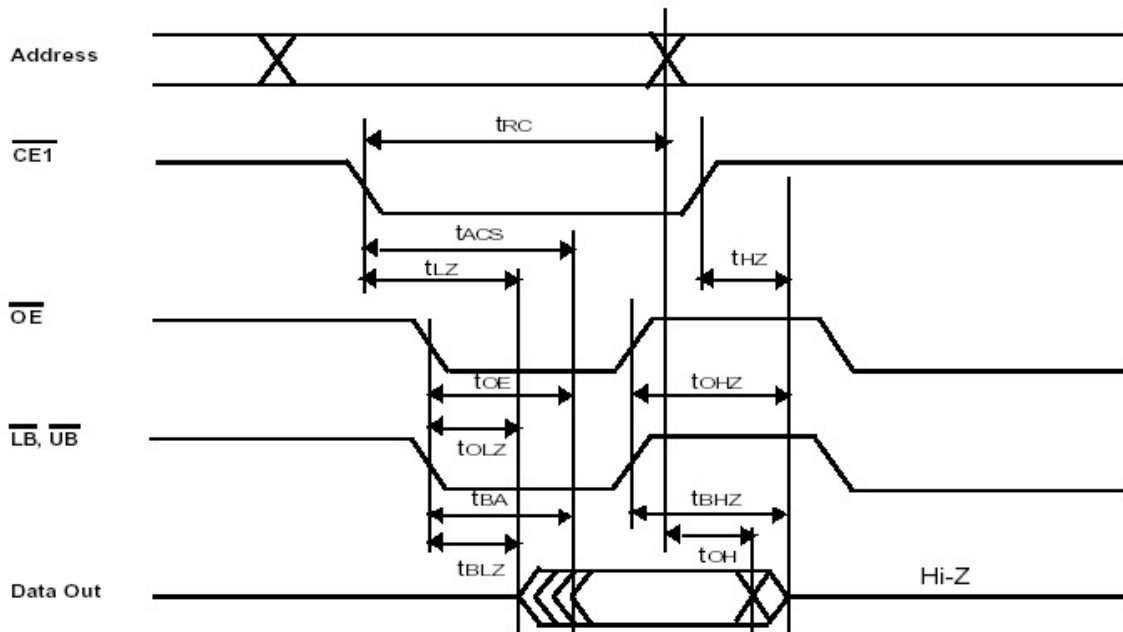 Address
tRC
CE1
tACS
tLZ
tHZ
OE
tOE
tOHZ
LB, UB
tOLZ
tBA
tBHZ
tOH
tBLZ
Hi-Z
Data Out